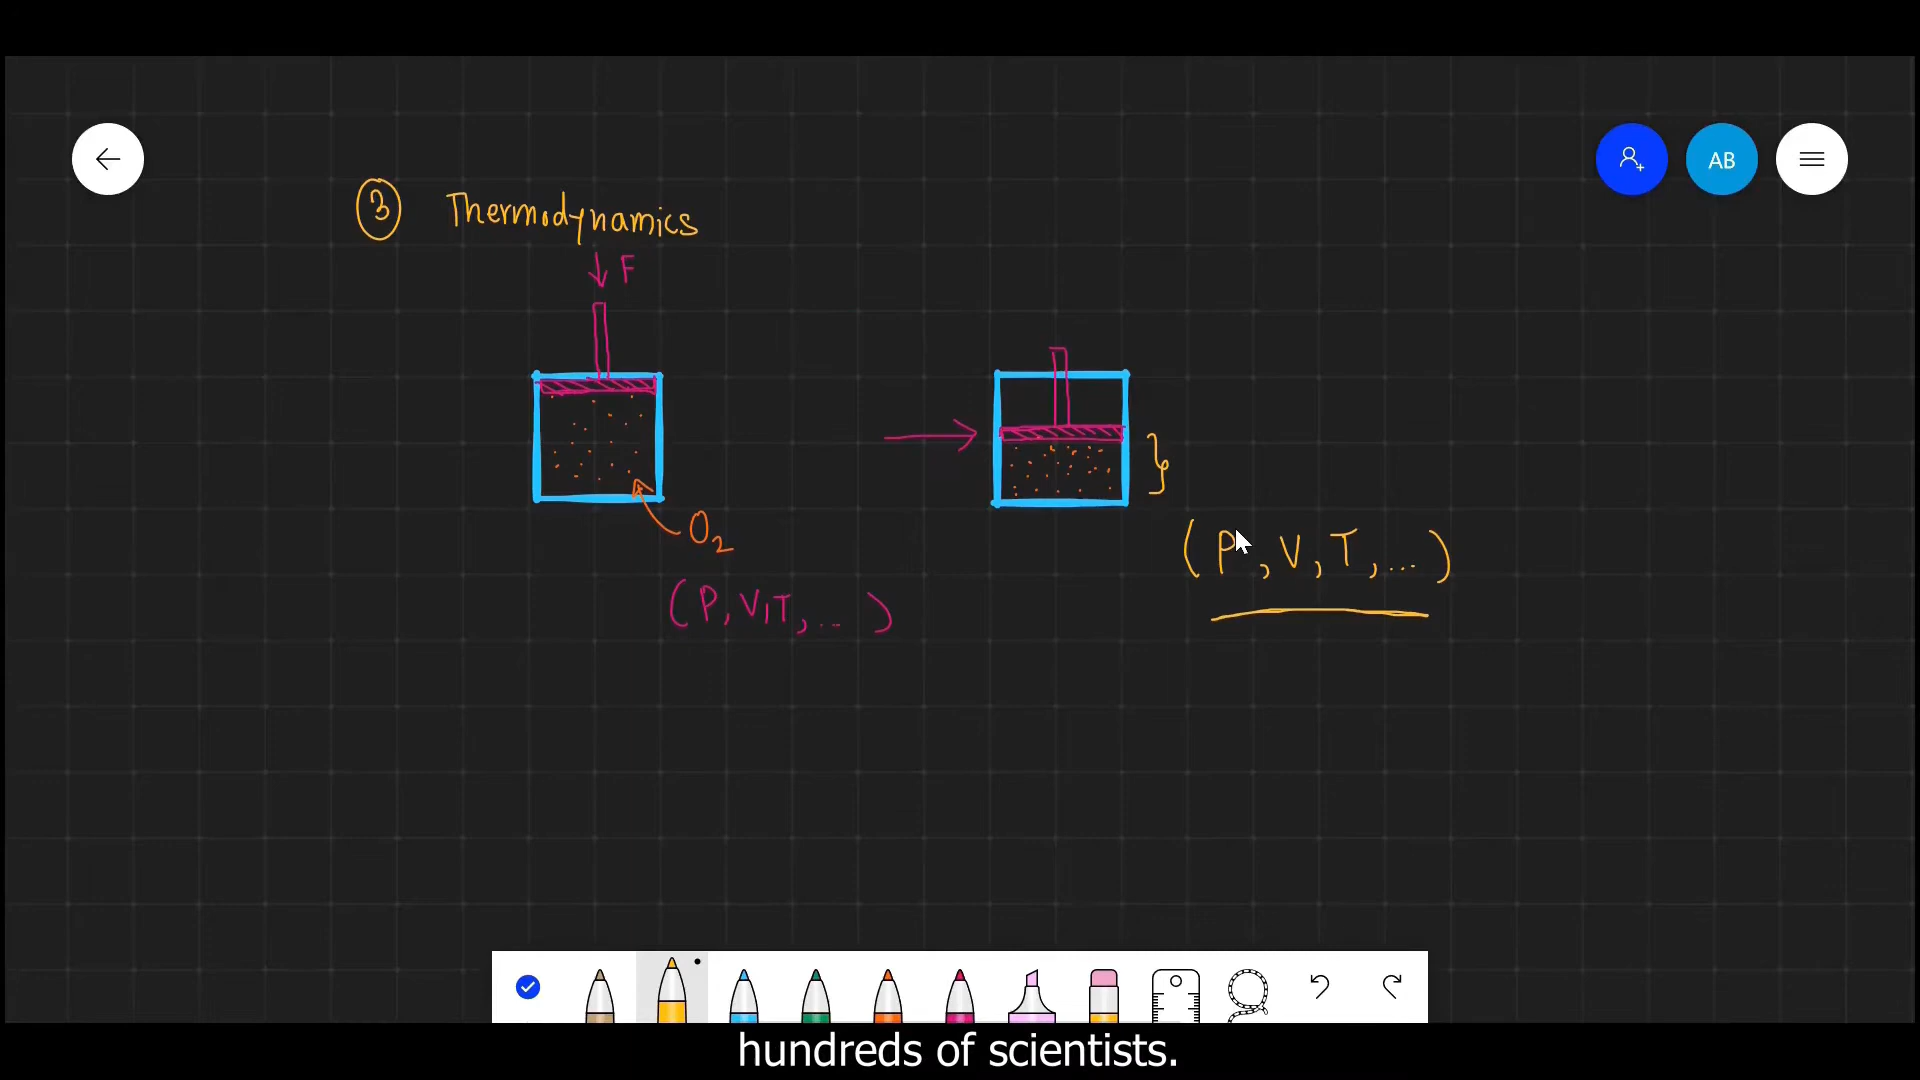 AB
3 Thermodynamics
F
O2
(P, V, T, ... )
(P, V, T, ... )
hundreds of scientists.